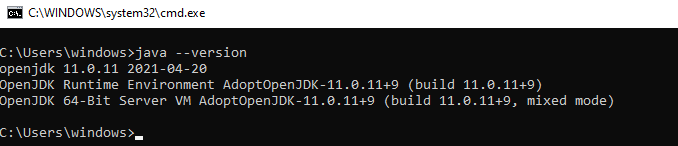 C:\WINDOWS\system32\cmd.exe
C:\Users\windows>java --version
openjdk 11.0.11 2021-04-20
OpenJDK Runtime Environment AdoptOpenJDK-11.0.11+9 (build 11.0.11+9)
OpenJDK 64-Bit Server VM AdoptOpenJDK-11.0.11+9 (build 11.0.11+9, mixed mode)
C:\Users\windows>